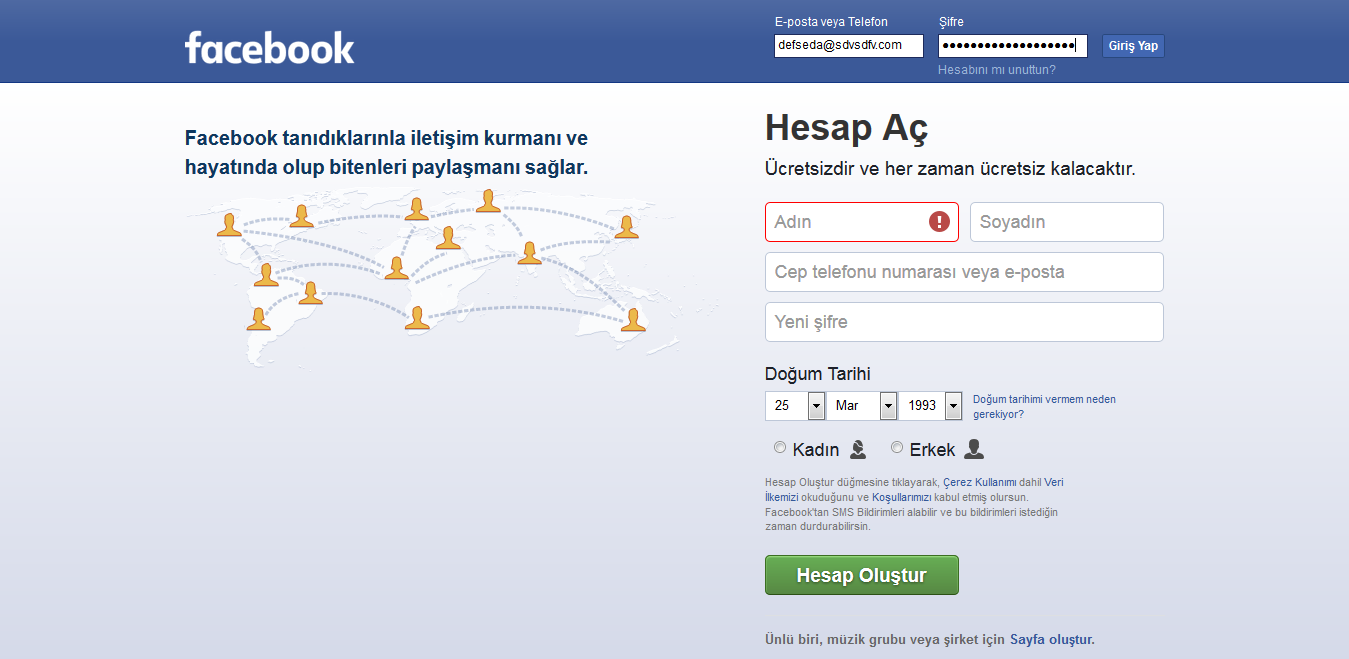 facebook
E-posta veya Telefon
Şifre
defseda@sdvsdfv.com
●●●●●●●●●●●●●●●●●●●
Giriş Yap
Hesabını mı unuttun?
Facebook tanıdıklarınla iletişim kurmanı ve
hayatında olup bitenleri paylaşmanı sağlar.
Hesap Aç
Ücretsizdir ve her zaman ücretsiz kalacaktır.
Adın
Soyadın
Cep telefonu numarası veya e-posta
Yeni şifre
Doğum Tarihi
25 Mar 1993
Doğum tarihimi vermem neden
gerekiyor?
Kadın Erkek
Hesap Oluştur düğmesine tıklayarak, Çerez Kullanımı dahil Veri
İlkemizi okuduğunu ve Koşullarımızı kabul etmiş olursun.
Facebook'tan SMS Bildirimleri alabilir ve bu bildirimleri istediğin
zaman durdurabilirsin.
Hesap Oluştur
Ünlü biri, müzik grubu veya şirket için Sayfa oluştur.